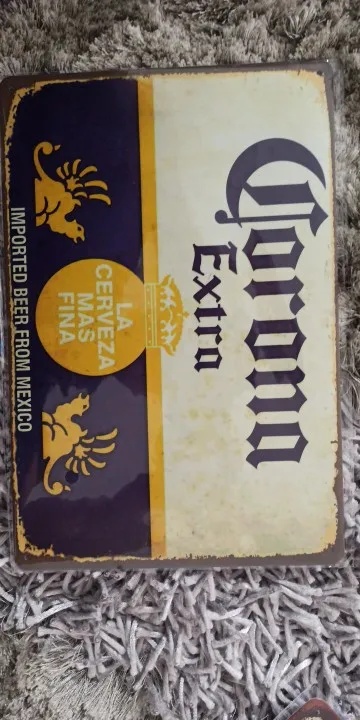 Corona
Extra
LA
CERVEZA
MAS
FINA
IMPORTED BEER FROM MEXICO